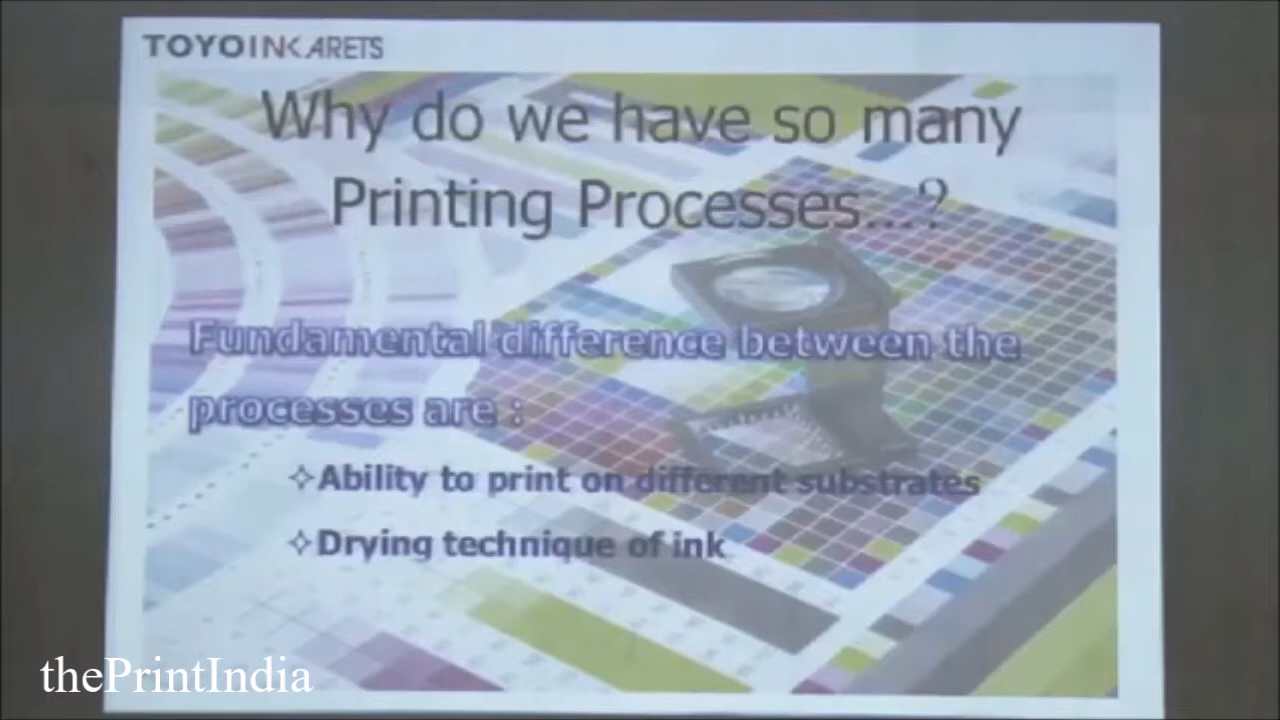 TOYOINK ARETS
Why do we have so many
Printing Processes...?
Fundamental difference between the
processes are :
✧Ability to print on different substrates
✧Drying technique of ink
thePrintIndia